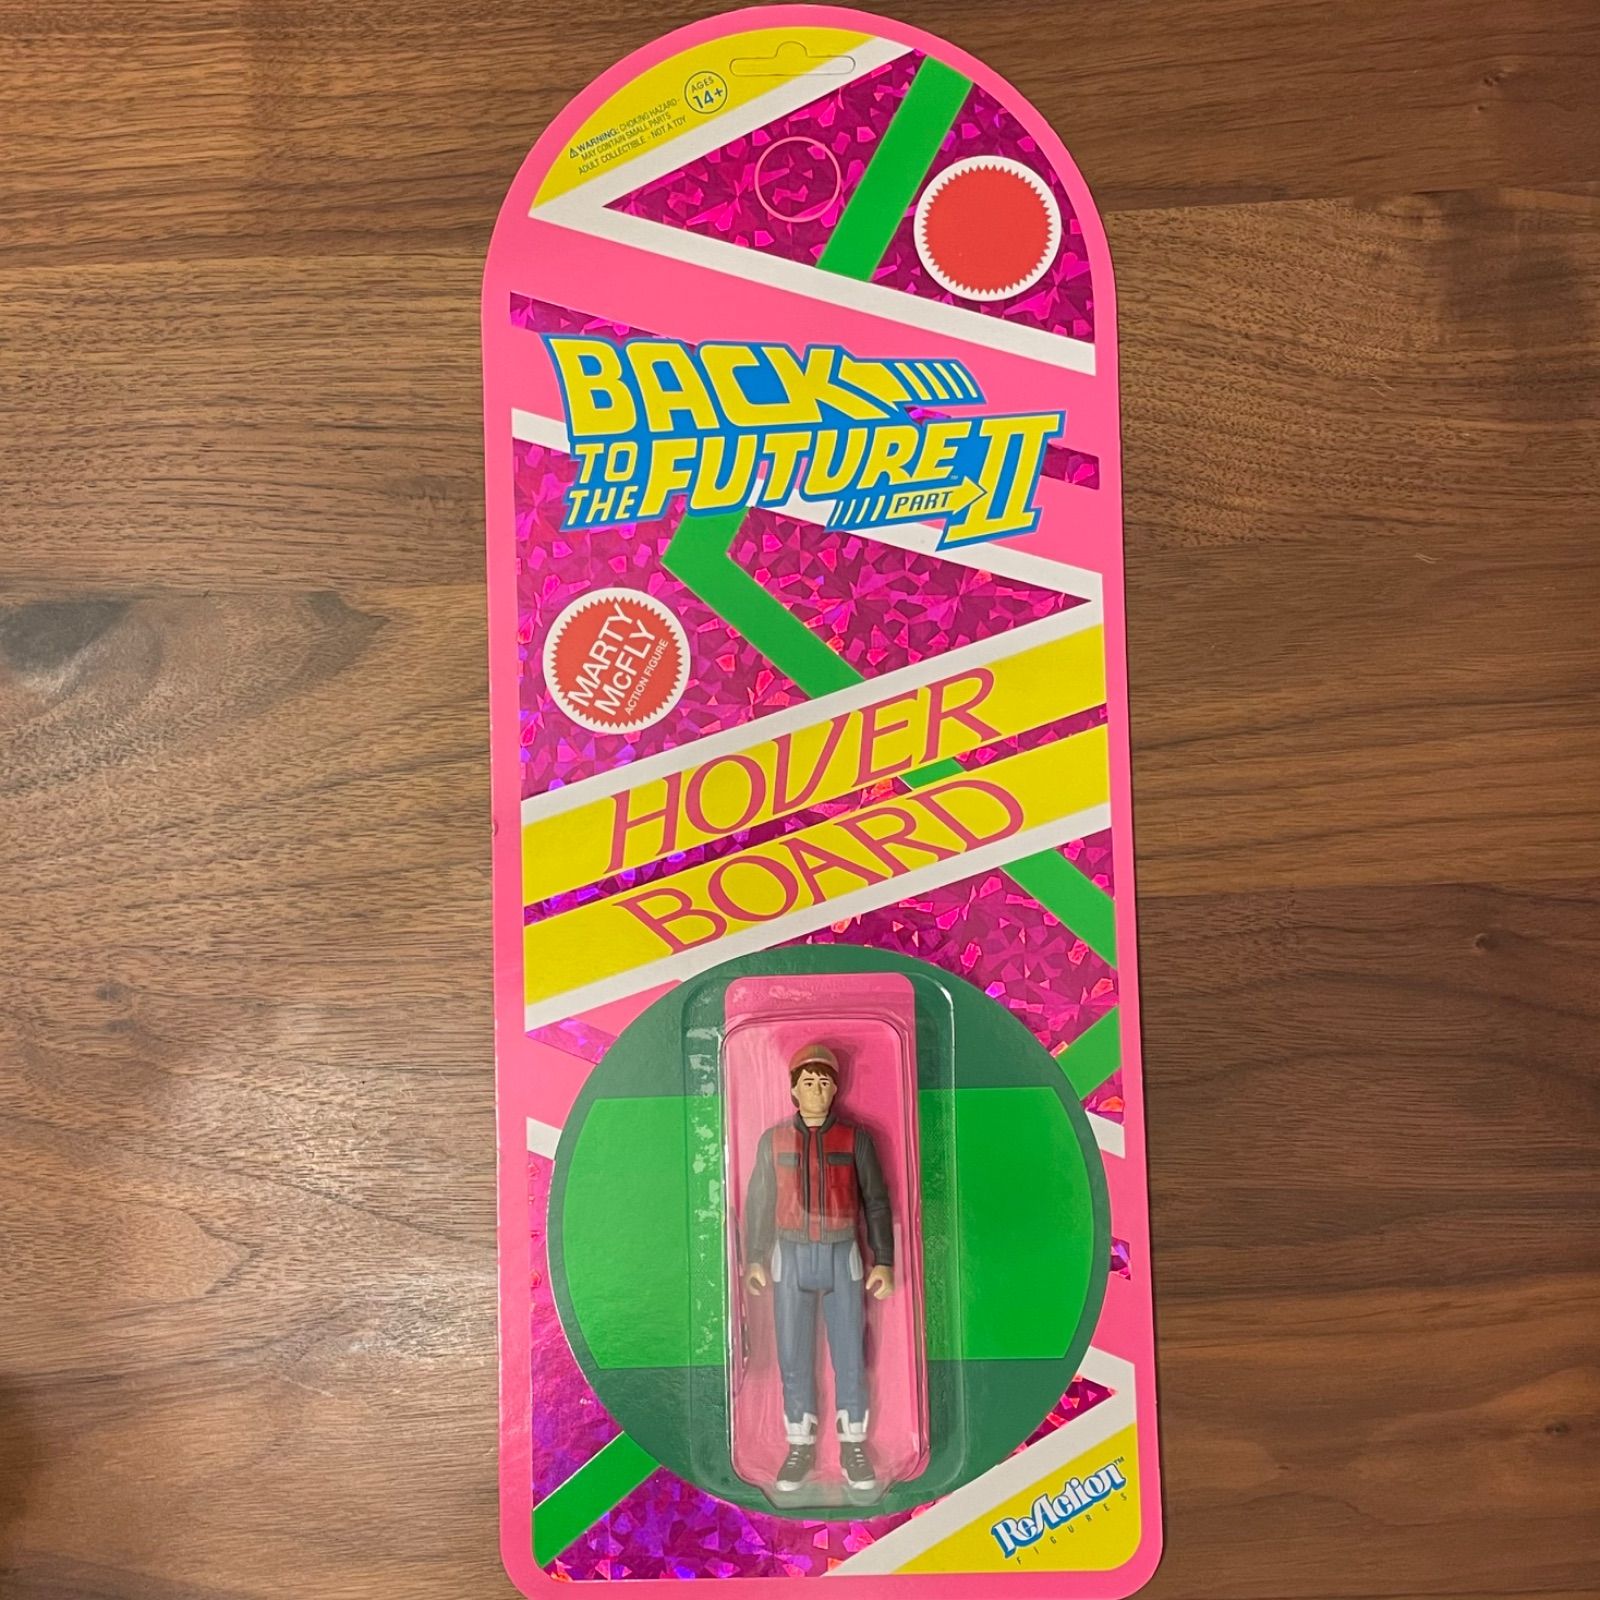 AGES
14+
⚠WARNING: CHOKING HAZARD-
MAY CONTAIN SMALL PARTS
ADULT COLLECTIBLE - NOT A TOY
BACK
TO THE FUTURE
PART II
MARTY
McFLY
ACTION FIGURE
HOVER
BOARD
ReAction™
FIGURES